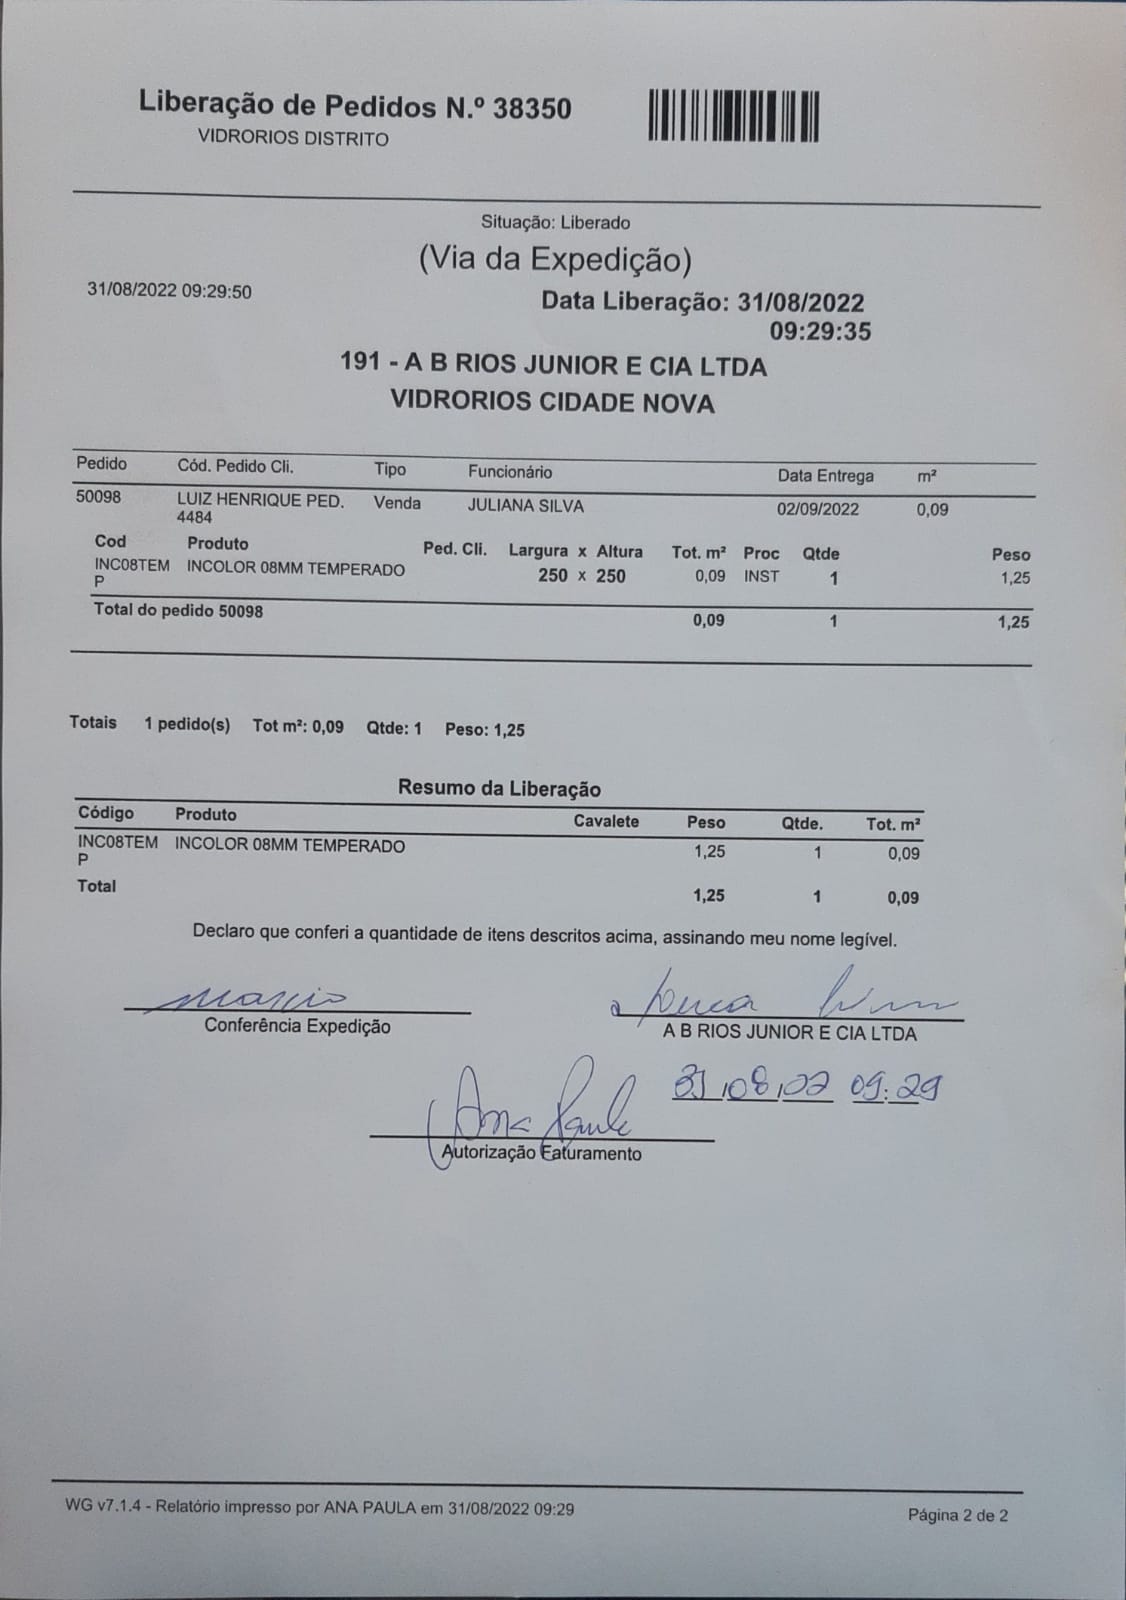 Liberação de Pedidos N.º 38350
VIDRORIOS DISTRITO
Situação: Liberado
(Via da Expedição)
31/08/2022 09:29:50
Data Liberação: 31/08/2022
09:29:35
191 - A B RIOS JUNIOR E CIA LTDA
VIDRORIOS CIDADE NOVA
Pedido Cód. Pedido Cli. Tipo Funcionário Data Entrega m²
50098 LUIZ HENRIQUE PED. Venda JULIANA SILVA 02/09/2022 0,09
4484
Cod Produto Ped. Cli. Largura x Altura Tot. m² Proc Qtde Peso
INC08TEM INCOLOR 08MM TEMPERADO 250 x 250 0,09 INST 1 1,25
P
Total do pedido 50098 0,09 1 1,25
Totais 1 pedido(s) Tot m²: 0,09 Qtde: 1 Peso: 1,25
Resumo da Liberação
Código Produto Cavalete Peso Qtde. Tot. m²
INC08TEM INCOLOR 08MM TEMPERADO 1,25 1 0,09
P
Total 1,25 1 0,09
Declaro que conferi a quantidade de itens descritos acima, assinando meu nome legível.
Conferência Expedição
A B RIOS JUNIOR E CIA LTDA
31/08/22 09:29
Ana Paula
Autorização Faturamento
WG v7.1.4 - Relatório impresso por ANA PAULA em 31/08/2022 09:29
Página 2 de 2